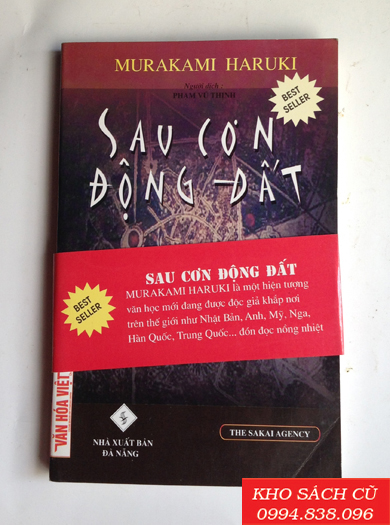 MURAKAMI HARUKI
Người dịch :
PHẠM VŨ THỊNH
BEST
SELLER
SAU CƠN
ĐỘNG ĐẤT
SAU CƠN ĐỘNG ĐẤT
BEST
SELLER
MURAKAMI HARUKI là một hiện tượng
văn học mới đang được độc giả khắp nơi
trên thế giới như Nhật Bản, Anh, Mỹ, Nga,
Hàn Quốc, Trung Quốc... đón đọc nồng nhiệt
VĂN HÓA VIỆT
NHÀ XUẤT BẢN
ĐÀ NẴNG
THE SAKAI AGENCY
KHO SÁCH CŨ
0994.838.096